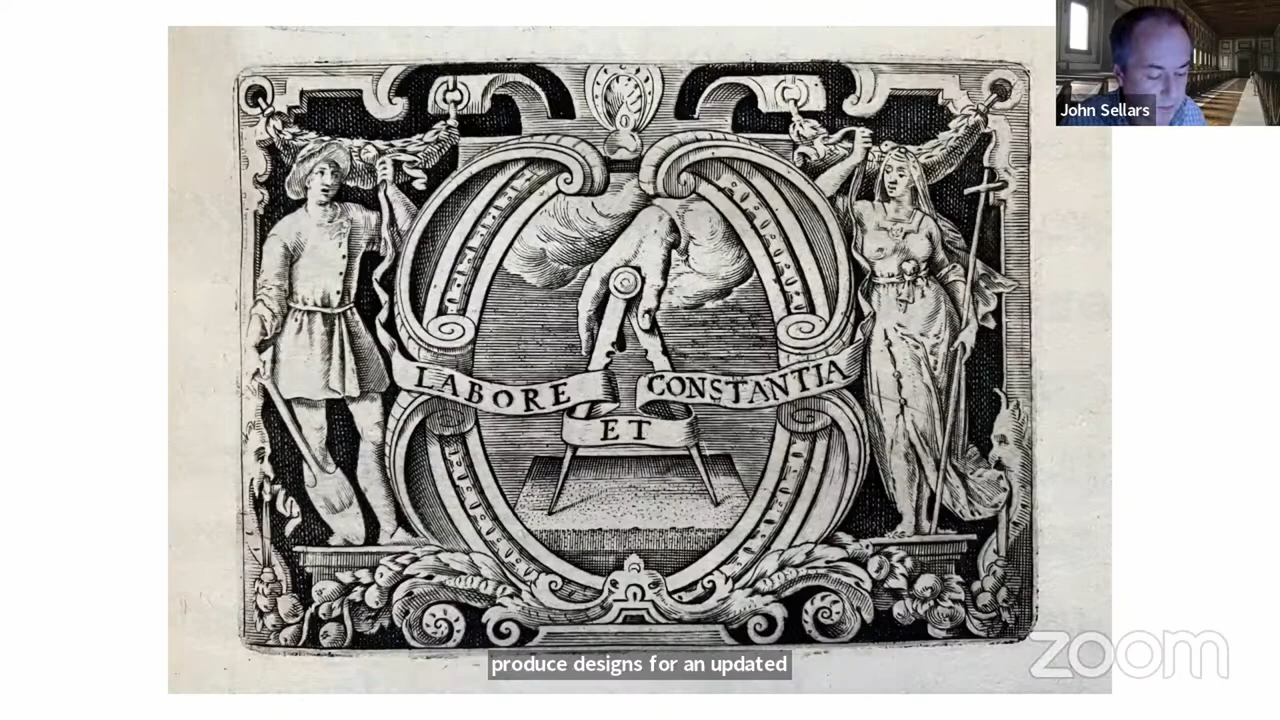 John Sellars
LABORE
CONSTANTIA
ET
produce designs for an updated
zoom